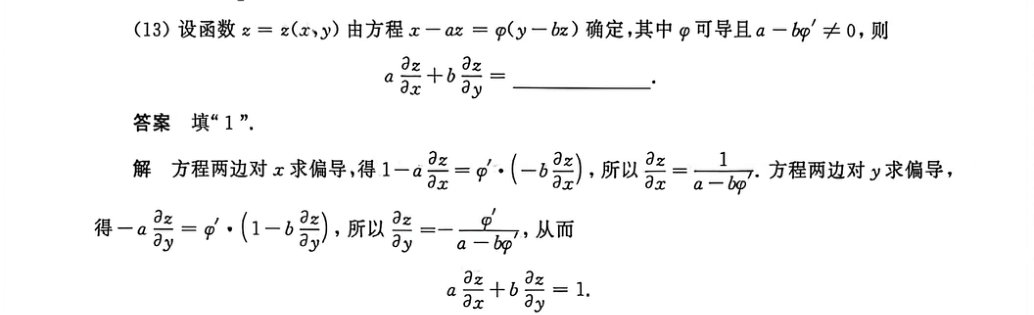 (13) 设函数 z = z(x,y) 由方程 x − az = φ(y − bz) 确定,其中 φ 可导且 a − bφ′ ≠ 0, 则
a ∂z/∂x + b ∂z/∂y = ________.
答案 填“1”.
解 方程两边对 x 求偏导,得 1 − a ∂z/∂x = φ′ · (−b ∂z/∂x), 所以 ∂z/∂x = 1/(a − bφ′). 方程两边对 y 求偏导,
得 − a ∂z/∂y = φ′ · (1 − b ∂z/∂y), 所以 ∂z/∂y = − φ′/(a − bφ′), 从而
a ∂z/∂x + b ∂z/∂y = 1.